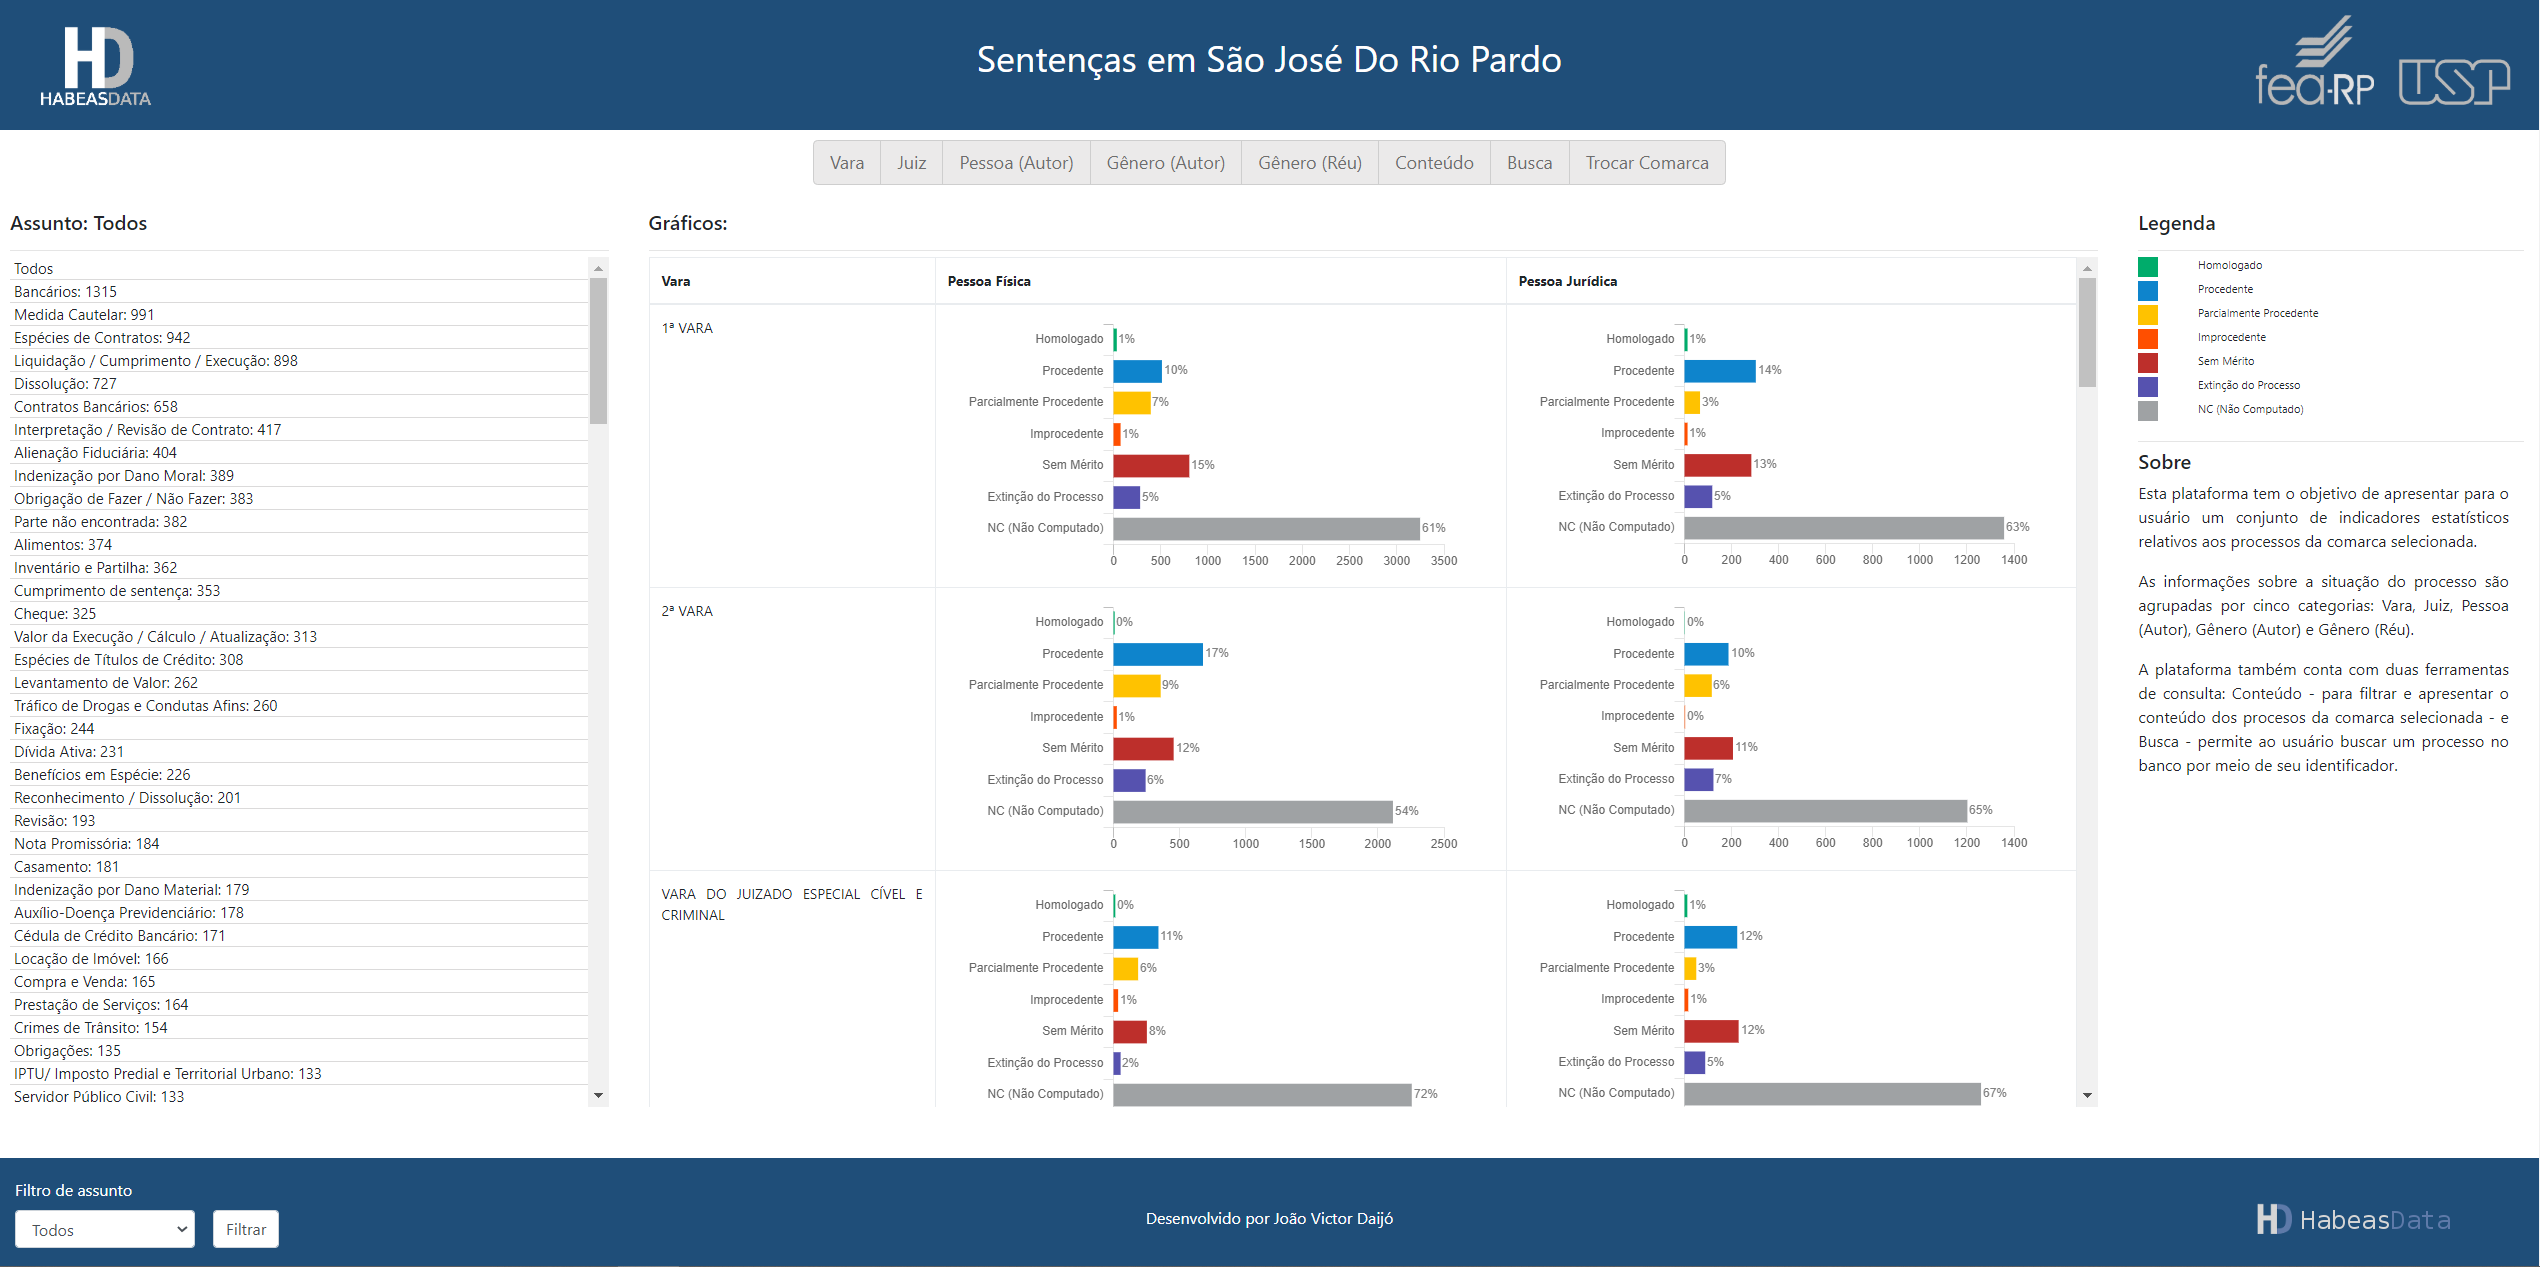 HD
HABEASDATA
Sentenças em São José Do Rio Pardo
fea-RP USP
Vara
Juiz
Pessoa (Autor)
Gênero (Autor)
Gênero (Réu)
Conteúdo
Busca
Trocar Comarca
Assunto: Todos
Todos
Bancários: 1315
Medida Cautelar: 991
Espécies de Contratos: 942
Liquidação / Cumprimento / Execução: 898
Dissolução: 727
Contratos Bancários: 658
Interpretação / Revisão de Contrato: 417
Alienação Fiduciária: 404
Indenização por Dano Moral: 389
Obrigação de Fazer / Não Fazer: 383
Parte não encontrada: 382
Alimentos: 374
Inventário e Partilha: 362
Cumprimento de sentença: 353
Cheque: 325
Valor da Execução / Cálculo / Atualização: 313
Espécies de Títulos de Crédito: 308
Levantamento de Valor: 262
Tráfico de Drogas e Condutas Afins: 260
Fixação: 244
Dívida Ativa: 231
Benefícios em Espécie: 226
Reconhecimento / Dissolução: 201
Revisão: 193
Nota Promissória: 184
Casamento: 181
Indenização por Dano Material: 179
Auxílio-Doença Previdenciário: 178
Cédula de Crédito Bancário: 171
Locação de Imóvel: 166
Compra e Venda: 165
Prestação de Serviços: 164
Crimes de Trânsito: 154
Obrigações: 135
IPTU/ Imposto Predial e Territorial Urbano: 133
Servidor Público Civil: 133
Gráficos:
Vara
Pessoa Física
Pessoa Jurídica
1ª VARA
Homologado 1%
Procedente 10%
Parcialmente Procedente 7%
Improcedente 1%
Sem Mérito 15%
Extinção do Processo 5%
NC (Não Computado) 61%
0 500 1000 1500 2000 2500 3000 3500
Homologado 1%
Procedente 14%
Parcialmente Procedente 3%
Improcedente 1%
Sem Mérito 13%
Extinção do Processo 5%
NC (Não Computado) 63%
0 200 400 600 800 1000 1200 1400
2ª VARA
Homologado 0%
Procedente 17%
Parcialmente Procedente 9%
Improcedente 1%
Sem Mérito 12%
Extinção do Processo 6%
NC (Não Computado) 54%
0 500 1000 1500 2000 2500
Homologado 0%
Procedente 10%
Parcialmente Procedente 6%
Improcedente 0%
Sem Mérito 11%
Extinção do Processo 7%
NC (Não Computado) 65%
0 200 400 600 800 1000 1200 1400
VARA DO JUIZADO ESPECIAL CÍVEL E
CRIMINAL
Homologado 0%
Procedente 11%
Parcialmente Procedente 6%
Improcedente 1%
Sem Mérito 8%
Extinção do Processo 2%
NC (Não Computado) 72%
Homologado 1%
Procedente 12%
Parcialmente Procedente 3%
Improcedente 1%
Sem Mérito 12%
Extinção do Processo 5%
NC (Não Computado) 67%
Legenda
Homologado
Procedente
Parcialmente Procedente
Improcedente
Sem Mérito
Extinção do Processo
NC (Não Computado)
Sobre
Esta plataforma tem o objetivo de apresentar para o
usuário um conjunto de indicadores estatísticos
relativos aos processos da comarca selecionada.
As informações sobre a situação do processo são
agrupadas por cinco categorias: Vara, Juiz, Pessoa
(Autor), Gênero (Autor) e Gênero (Réu).
A plataforma também conta com duas ferramentas
de consulta: Conteúdo - para filtrar e apresentar o
conteúdo dos procesos da comarca selecionada - e
Busca - permite ao usuário buscar um processo no
banco por meio de seu identificador.
Filtro de assunto
Todos
Filtrar
Desenvolvido por João Victor Daijó
HD HabeasData